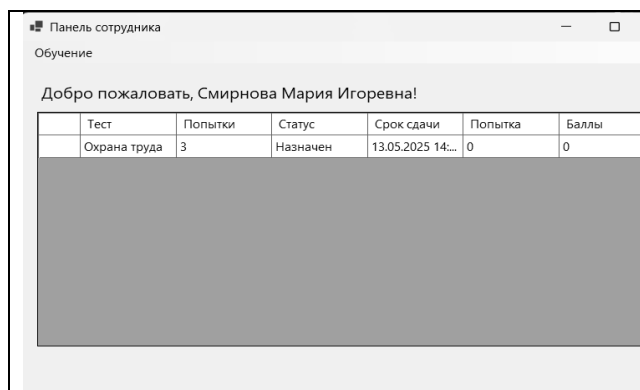 Панель сотрудника
Обучение
Добро пожаловать, Смирнова Мария Игоревна!
Тест Попытки Статус Срок сдачи Попытка Баллы
Охрана труда 3 Назначен 13.05.2025 14:... 0 0